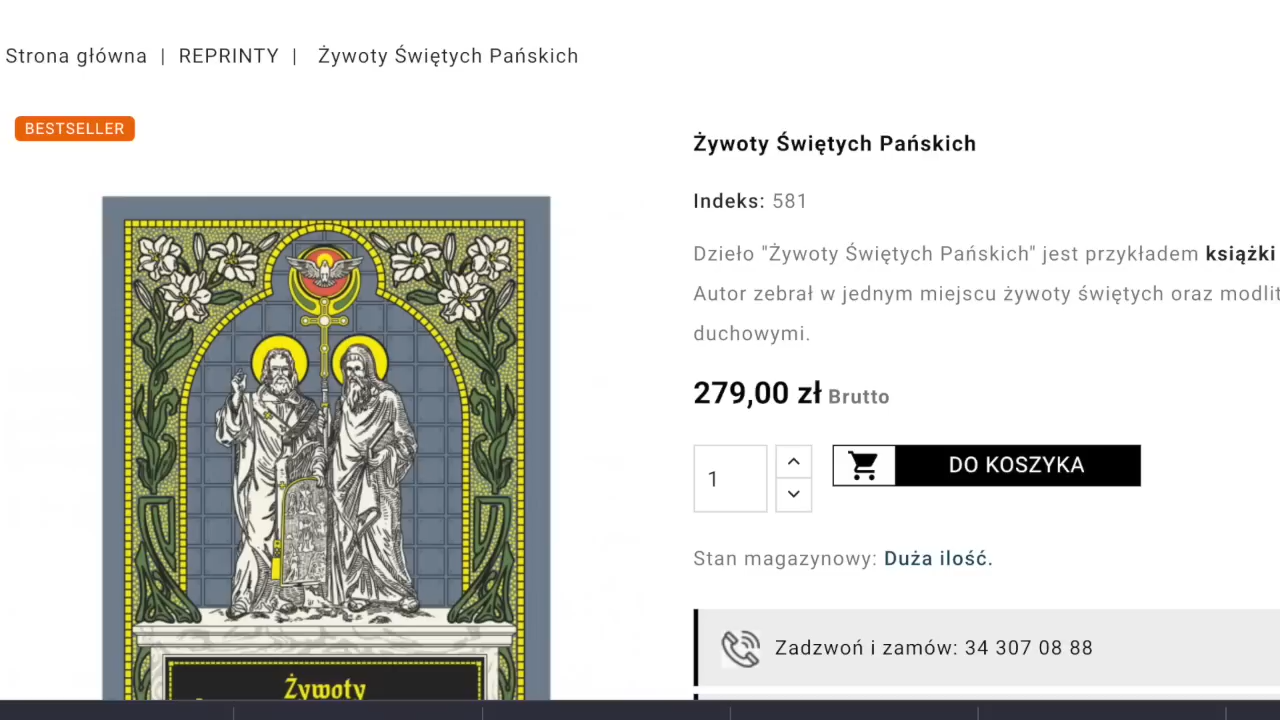 Strona główna | REPRINTY | Żywoty Świętych Pańskich
BESTSELLER
Żywoty Świętych Pańskich
Indeks: 581
Dzieło "Żywoty Świętych Pańskich" jest przykładem książki
Autor zebrał w jednym miejscu żywoty świętych oraz modlit
duchowymi.
279,00 zł Brutto
1
DO KOSZYKA
Stan magazynowy: Duża ilość.
Zadzwoń i zamów: 34 307 08 88
Żywoty